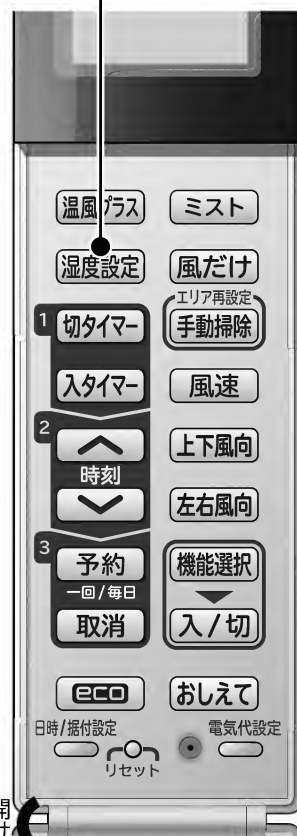 温風プラス ミスト
湿度設定 風だけ
エリア再設定
1 切タイマー 手動掃除
入タイマー 風速
2
上下風向
時刻
左右風向
3 予約 機能選択
一回/毎日
取消 入/切
eco おしえて
日時/据付設定 電気代設定
リセット
開